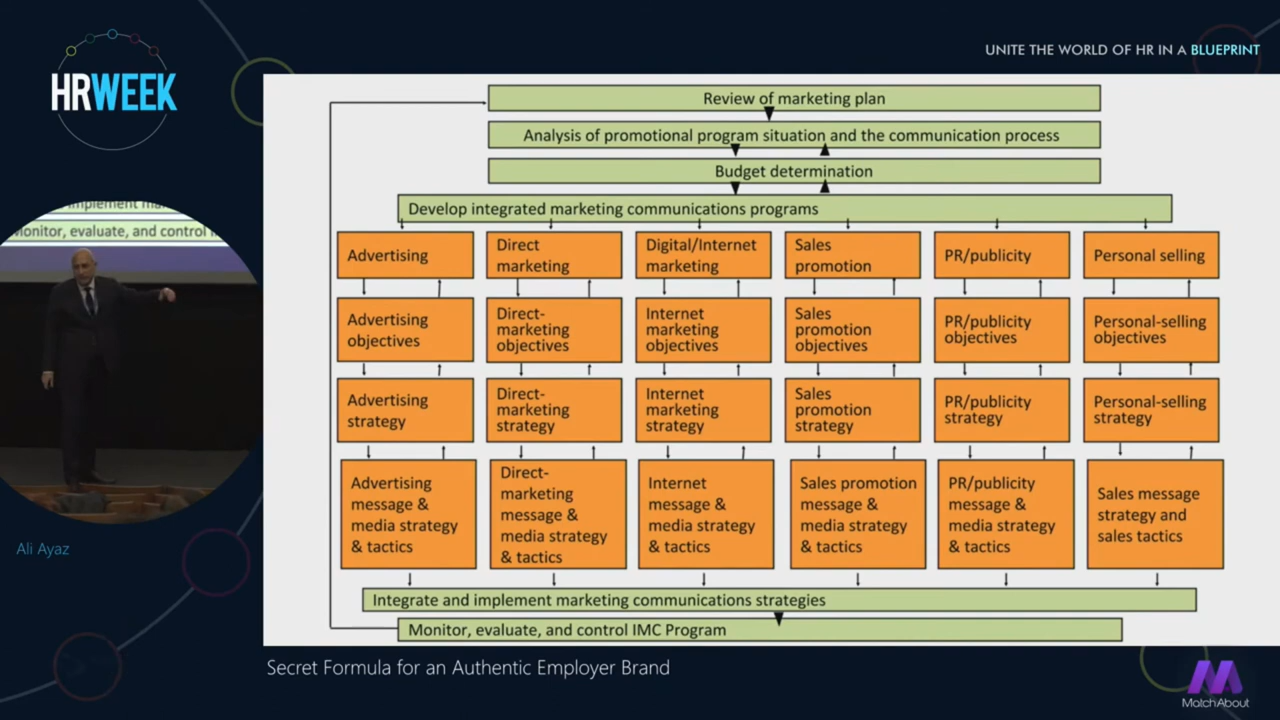 UNITE THE WORLD OF HR IN A BLUEPRINT
HRWEEK
Review of marketing plan
Analysis of promotional program situation and the communication process
Budget determination
Develop integrated marketing communications programs
Advertising
Direct
marketing
Digital/Internet
marketing
Sales
promotion
PR/publicity
Personal selling
Advertising
objectives
Direct-
marketing
objectives
Internet
marketing
objectives
Sales
promotion
objectives
PR/publicity
objectives
Personal-selling
objectives
Advertising
strategy
Direct-
marketing
strategy
Internet
marketing
strategy
Sales
promotion
strategy
PR/publicity
strategy
Personal-selling
strategy
Advertising
message &
media strategy
& tactics
Direct-
marketing
message &
media strategy
& tactics
Internet
message &
media strategy
& tactics
Sales promotion
message &
media strategy
& tactics
PR/publicity
message &
media strategy
& tactics
Sales message
strategy and
sales tactics
Integrate and implement marketing communications strategies
Monitor, evaluate, and control IMC Program
implement
Monitor, evaluate, and control
Ali Ayaz
Secret Formula for an Authentic Employer Brand
MatchAbout